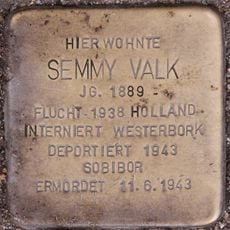 HIER WOHNTE
SEMMY VALK
JG. 1889
FLUCHT 1938 HOLLAND
INTERNIERT WESTERBORK
DEPORTIERT 1943
SOBIBOR
ERMORDET 11.6.1943